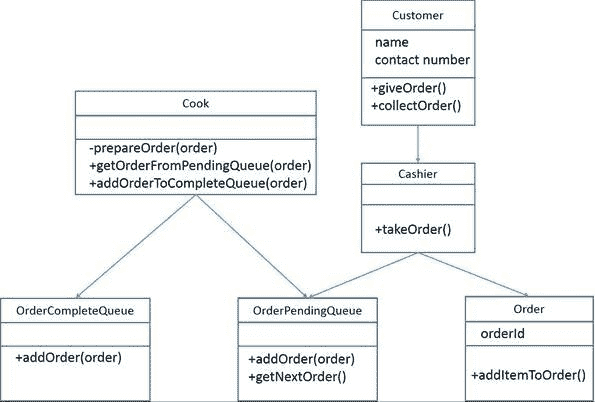 Customer
name
contact number
+giveOrder()
+collectOrder()
Cook
-prepareOrder(order)
+getOrderFromPendingQueue(order)
+addOrderToCompleteQueue(order)
Cashier
+takeOrder()
OrderCompleteQueue
+addOrder(order)
OrderPendingQueue
+addOrder(order)
+getNextOrder()
Order
orderId
+addItemToOrder()